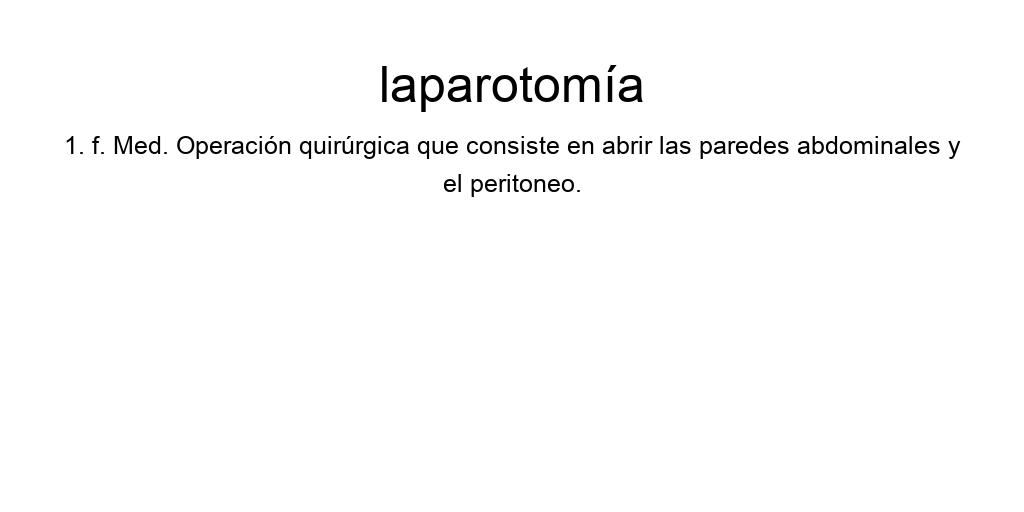 laparotomía
1. f. Med. Operación quirúrgica que consiste en abrir las paredes abdominales y
el peritoneo.